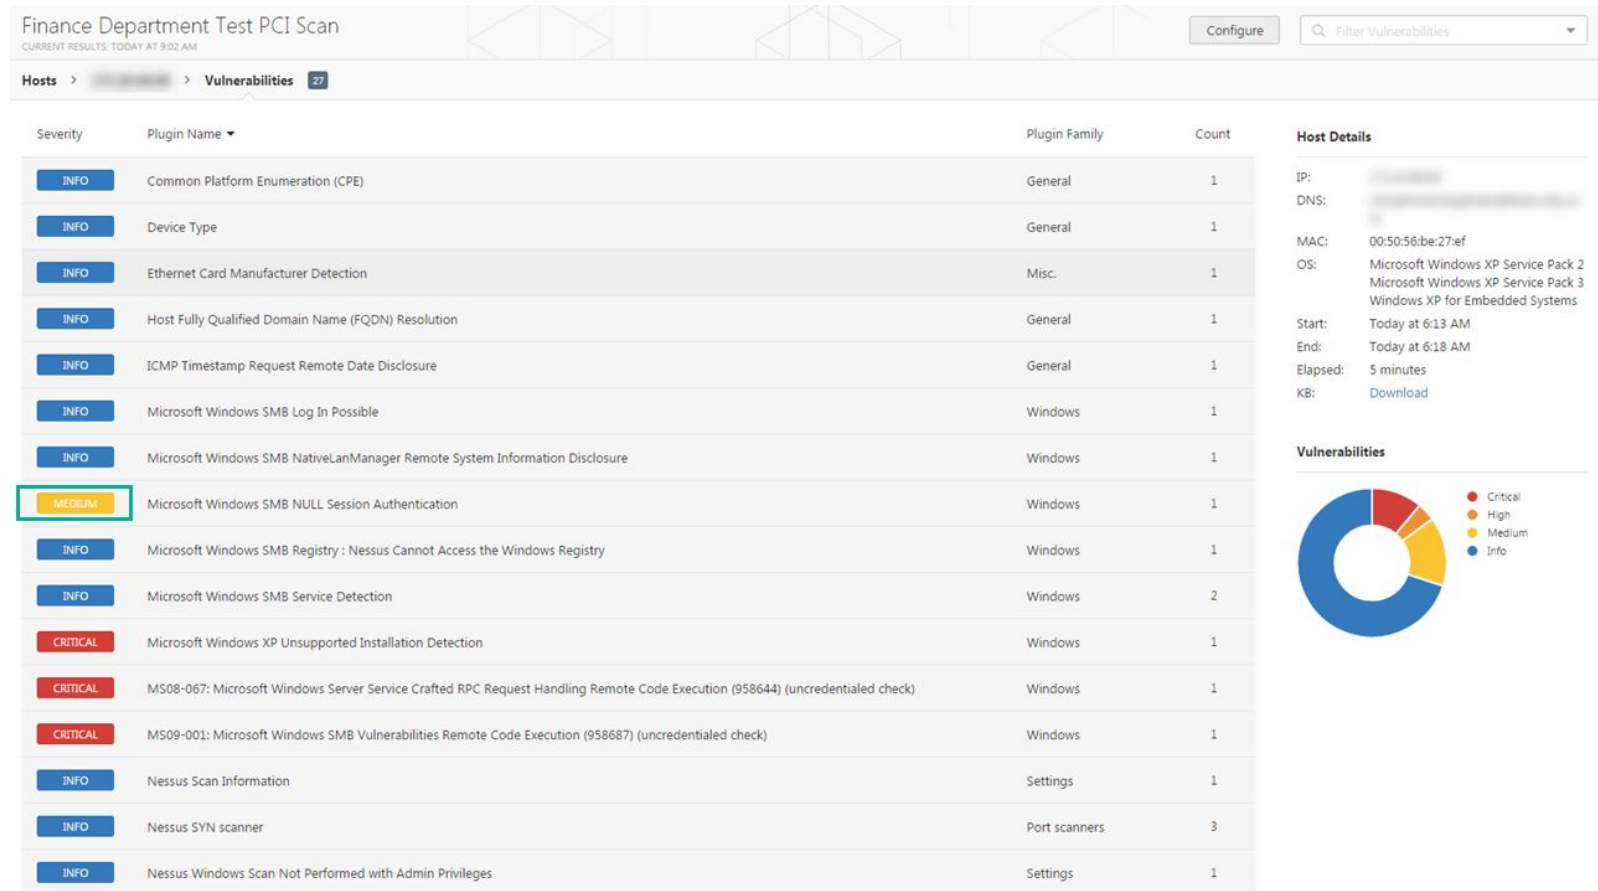 Finance Department Test PCI Scan
CURRENT RESULTS: TODAY AT 9:02 AM
Configure
Filter Vulnerabilities
Hosts > > Vulnerabilities 27
Severity Plugin Name Plugin Family Count
INFO Common Platform Enumeration (CPE) General 1
INFO Device Type General 1
INFO Ethernet Card Manufacturer Detection Misc. 1
INFO Host Fully Qualified Domain Name (FQDN) Resolution General 1
INFO ICMP Timestamp Request Remote Date Disclosure General 1
INFO Microsoft Windows SMB Log In Possible Windows 1
INFO Microsoft Windows SMB NativeLanManager Remote System Information Disclosure Windows 1
MEDIUM Microsoft Windows SMB NULL Session Authentication Windows 1
INFO Microsoft Windows SMB Registry : Nessus Cannot Access the Windows Registry Windows 1
INFO Microsoft Windows SMB Service Detection Windows 2
CRITICAL Microsoft Windows XP Unsupported Installation Detection Windows 1
CRITICAL MS08-067: Microsoft Windows Server Service Crafted RPC Request Handling Remote Code Execution (958644) (uncredentialed check) Windows 1
CRITICAL MS09-001: Microsoft Windows SMB Vulnerabilities Remote Code Execution (958687) (uncredentialed check) Windows 1
INFO Nessus Scan Information Settings 1
INFO Nessus SYN scanner Port scanners 3
INFO Nessus Windows Scan Not Performed with Admin Privileges Settings 1
Host Details
IP:
DNS:
MAC: 00:50:56:be:27:ef
OS: Microsoft Windows XP Service Pack 2
Microsoft Windows XP Service Pack 3
Windows XP for Embedded Systems
Start: Today at 6:13 AM
End: Today at 6:18 AM
Elapsed: 5 minutes
KB: Download
Vulnerabilities
Critical
High
Medium
Info